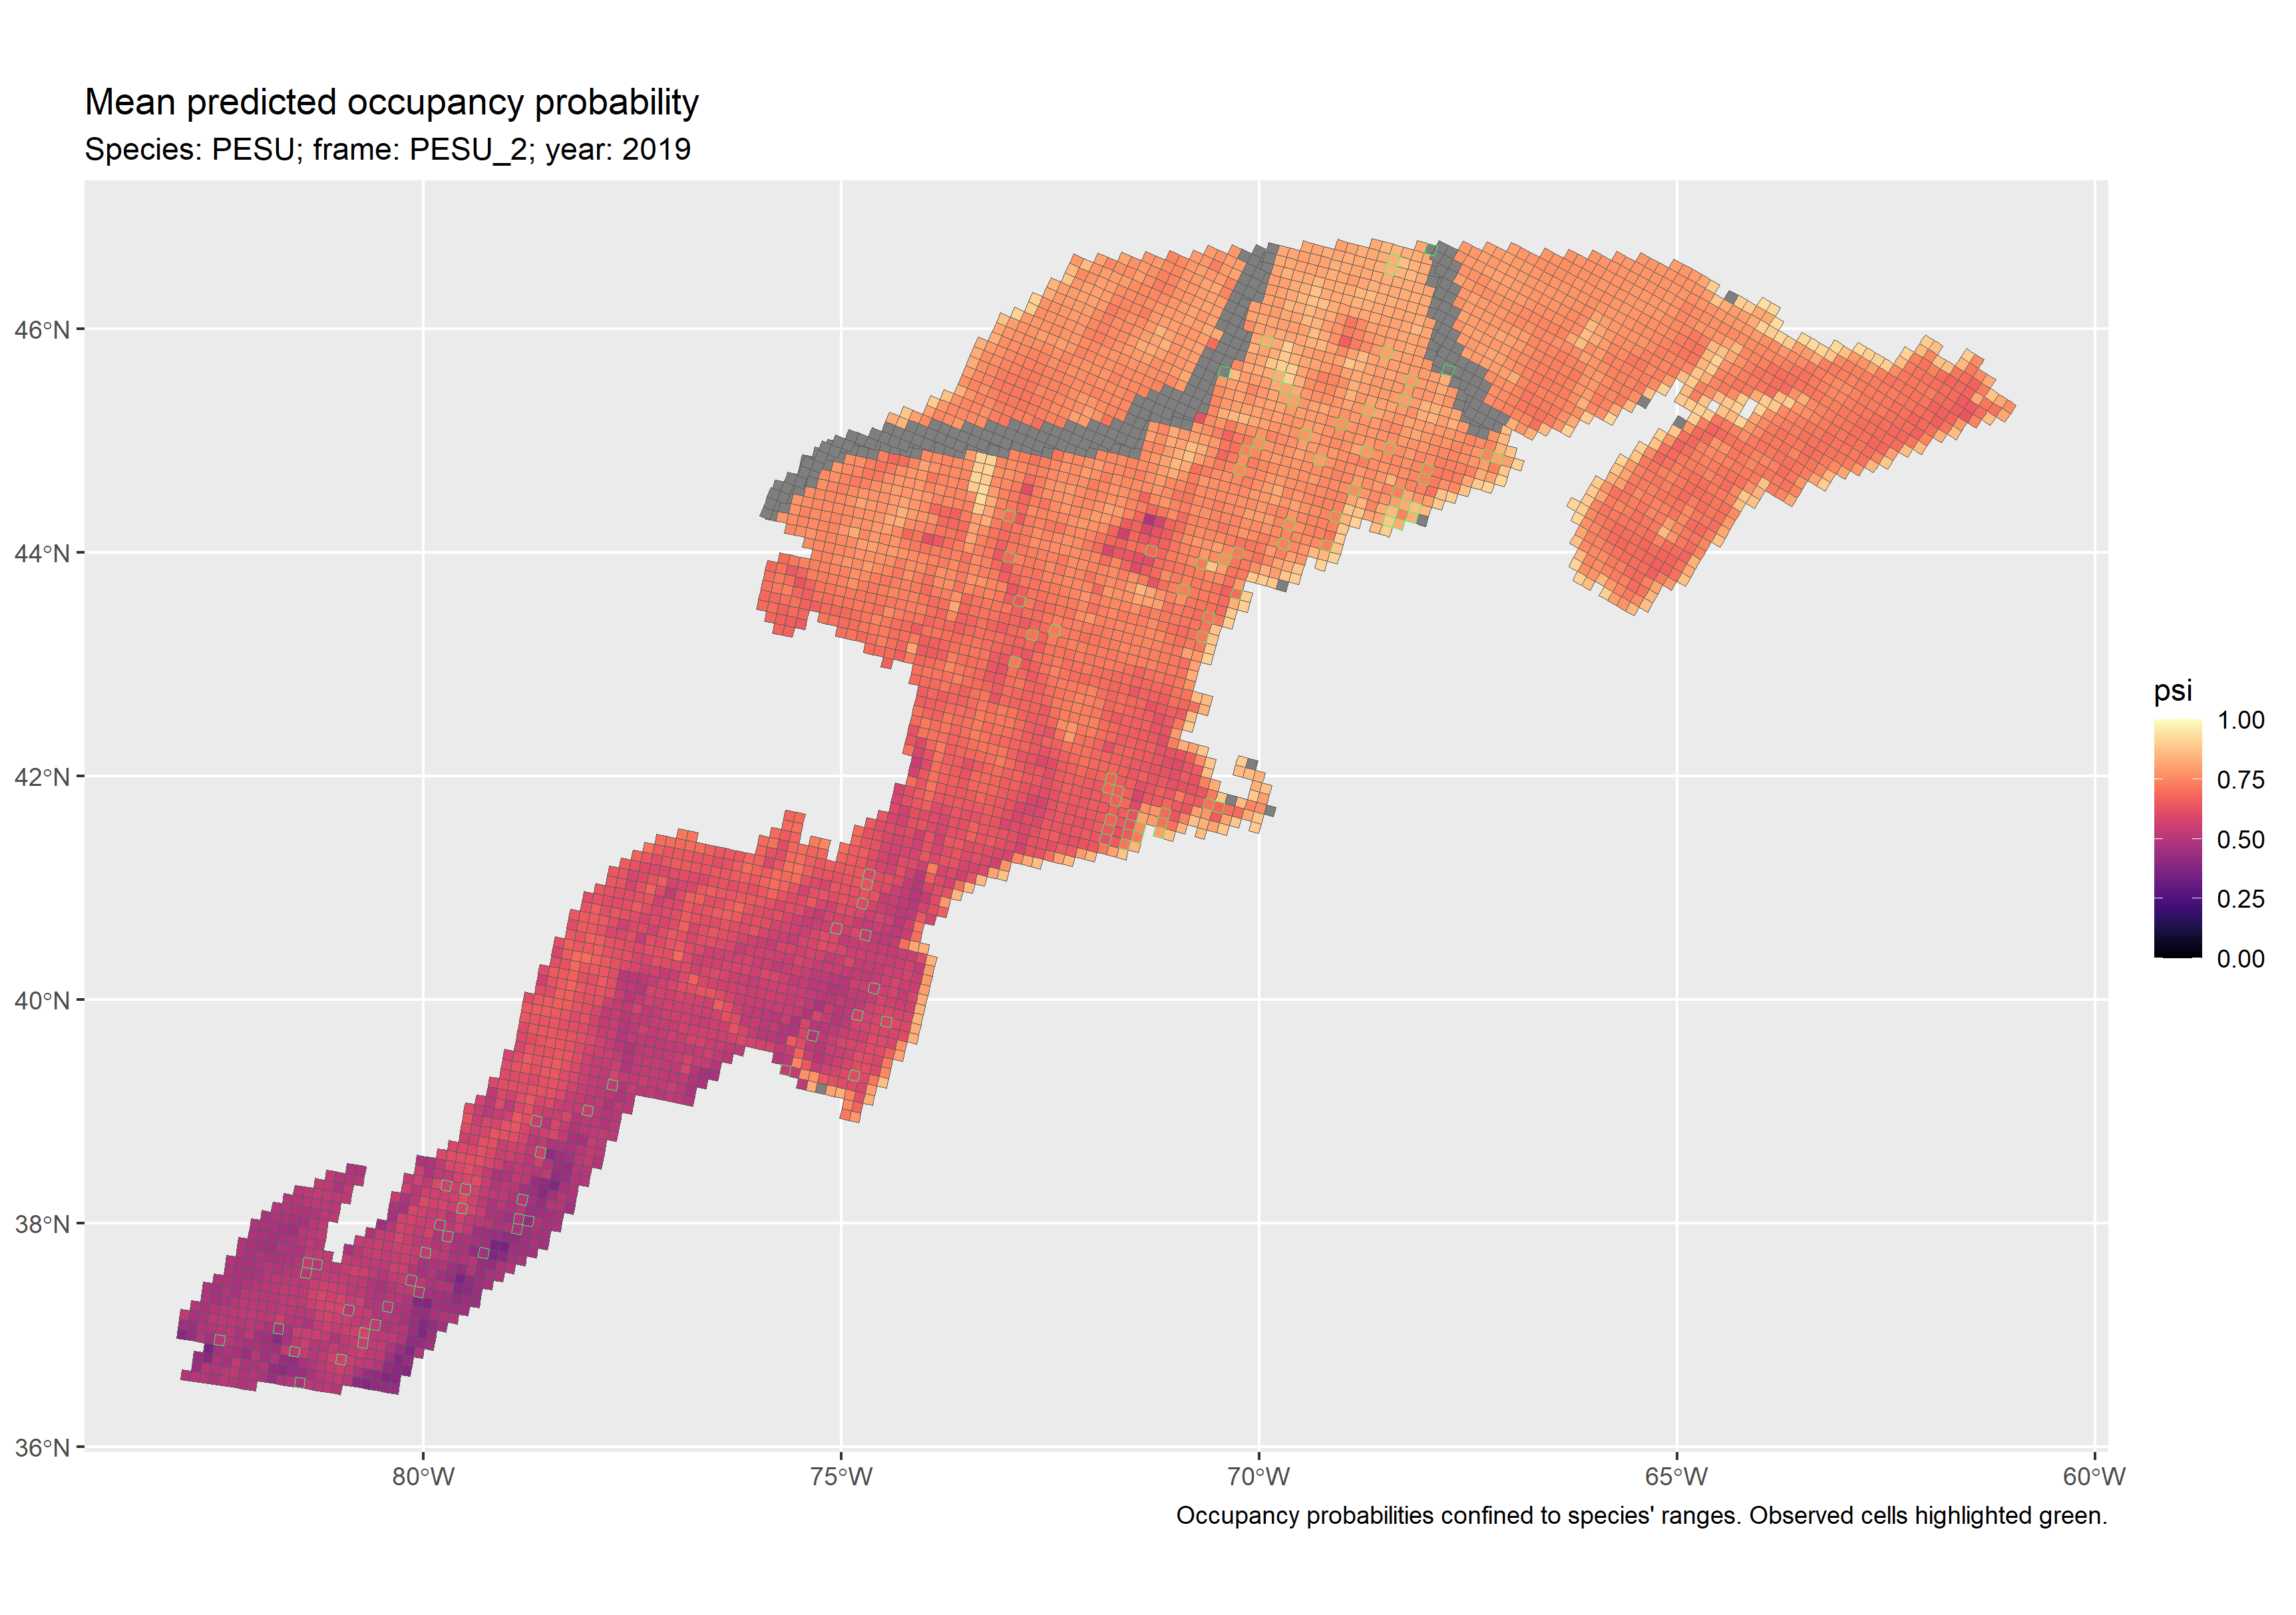 Mean predicted occupancy probability
Species: PESU; frame: PESU_2; year: 2019
46°N
44°N
42°N
40°N
38°N
36°N
80°W
75°W
70°W
65°W
60°W
psi
1.00
0.75
0.50
0.25
0.00
Occupancy probabilities confined to species' ranges. Observed cells highlighted green.